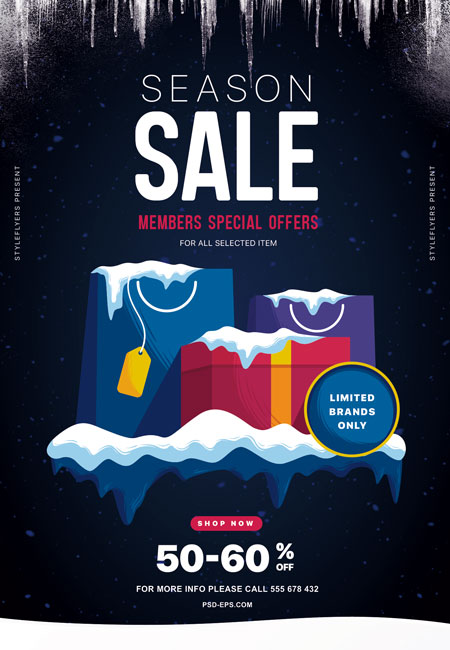 SEASON
SALE
MEMBERS SPECIAL OFFERS
FOR ALL SELECTED ITEM
STYLEFLYERS PRESENT
STYLEFLYERS PRESENT
LIMITED
BRANDS
ONLY
SHOP NOW
50-60 % OFF
FOR MORE INFO PLEASE CALL 555 678 432
PSD-EPS.COM